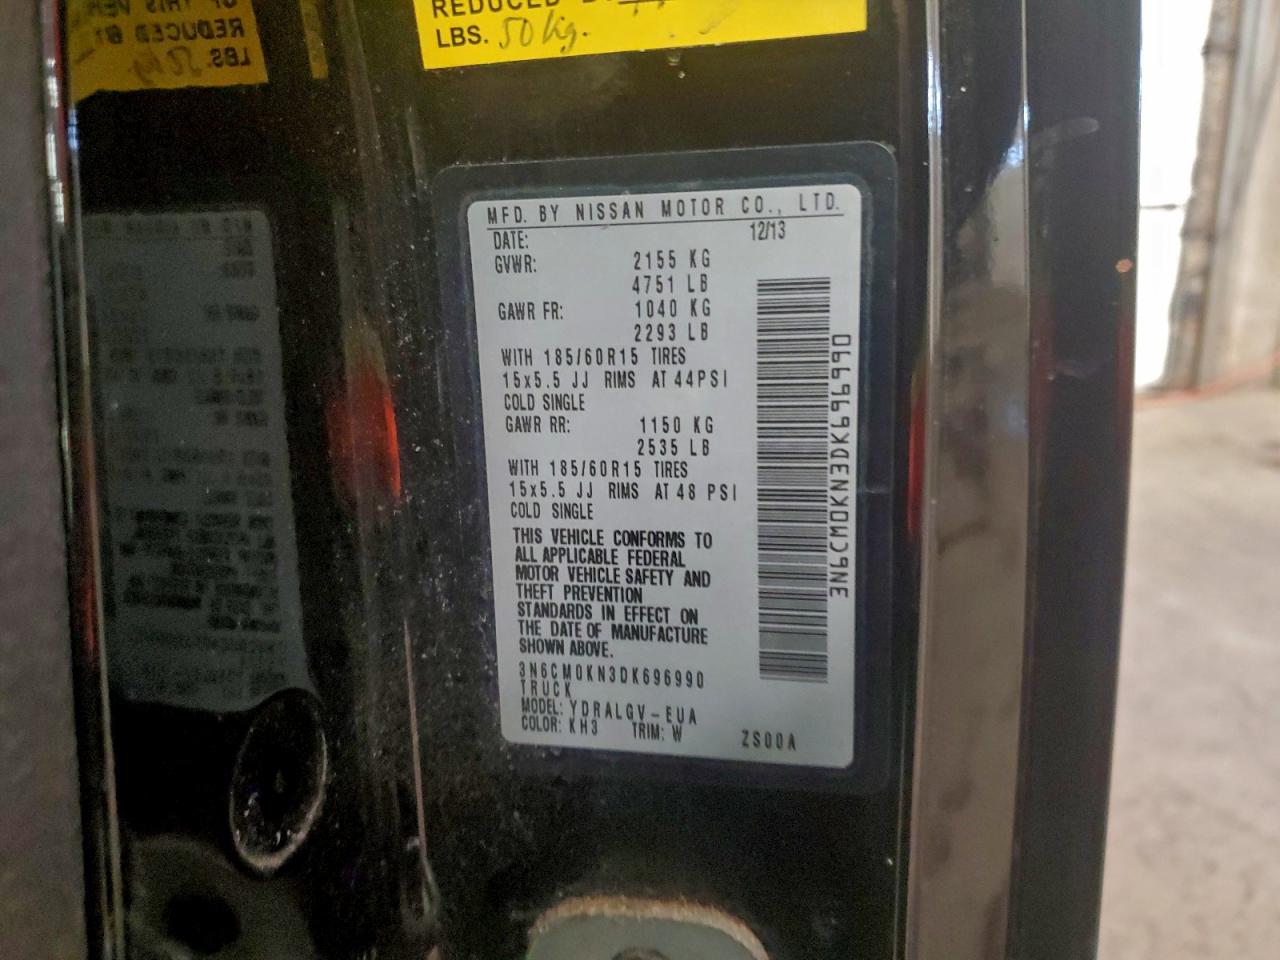 REDUCED
LBS. 50 kg.
MFD. BY NISSAN MOTOR CO., LTD.
DATE: 12/13
GVWR: 2155 KG
4751 LB
GAWR FR: 1040 KG
2293 LB
WITH 185/60R15 TIRES
15x5.5 JJ RIMS AT 44PSI
COLD SINGLE
GAWR RR: 1150 KG
2535 LB
WITH 185/60R15 TIRES
15x5.5 JJ RIMS AT 48 PSI
COLD SINGLE
THIS VEHICLE CONFORMS TO
ALL APPLICABLE FEDERAL
MOTOR VEHICLE SAFETY AND
THEFT PREVENTION
STANDARDS IN EFFECT ON
THE DATE OF MANUFACTURE
SHOWN ABOVE.
3N6CM0KN3DK696990
TRUCK
MODEL: YDRALGV-EUA
COLOR: KH3 TRIM: W ZS00A
3N6CM0KN3DK696990